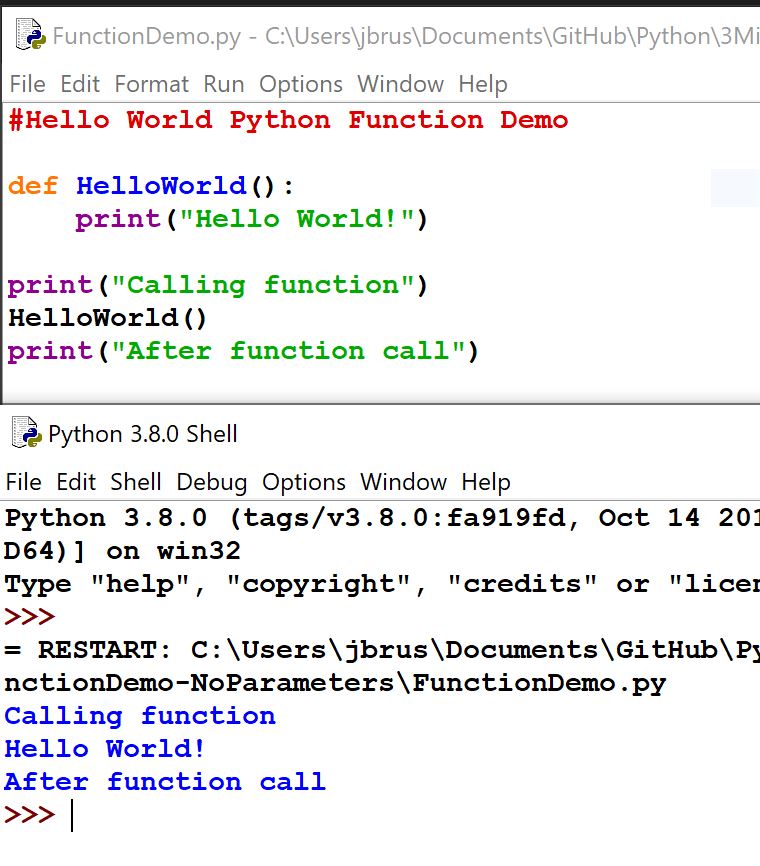 FunctionDemo.py - C:\Users\jbrus\Documents\GitHub\Python\3Mi
File Edit Format Run Options Window Help
#Hello World Python Function Demo
def HelloWorld():
    print("Hello World!")
print("Calling function")
HelloWorld()
print("After function call")
Python 3.8.0 Shell
File Edit Shell Debug Options Window Help
Python 3.8.0 (tags/v3.8.0:fa919fd, Oct 14 201
D64)] on win32
Type "help", "copyright", "credits" or "licen
>>>
= RESTART: C:\Users\jbrus\Documents\GitHub\Py
nctionDemo-NoParameters\FunctionDemo.py
Calling function
Hello World!
After function call
>>>